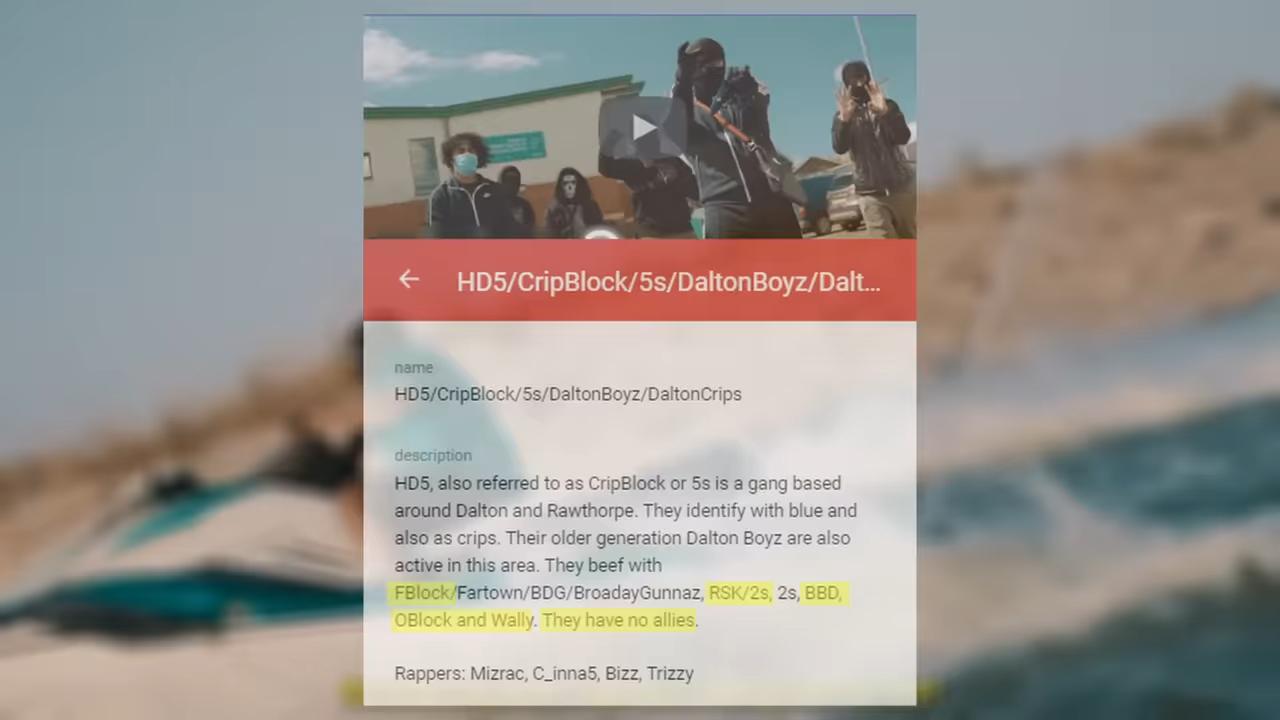 HD5/CripBlock/5s/DaltonBoyz/Dalt...
name
HD5/CripBlock/5s/DaltonBoyz/DaltonCrips
description
HD5, also referred to as CripBlock or 5s is a gang based
around Dalton and Rawthorpe. They identify with blue and
also as crips. Their older generation Dalton Boyz are also
active in this area. They beef with
FBlock/Fartown/BDG/BroadayGunnaz, RSK/2s, 2s, BBD,
OBlock and Wally. They have no allies.
Rappers: Mizrac, C_inna5, Bizz, Trizzy